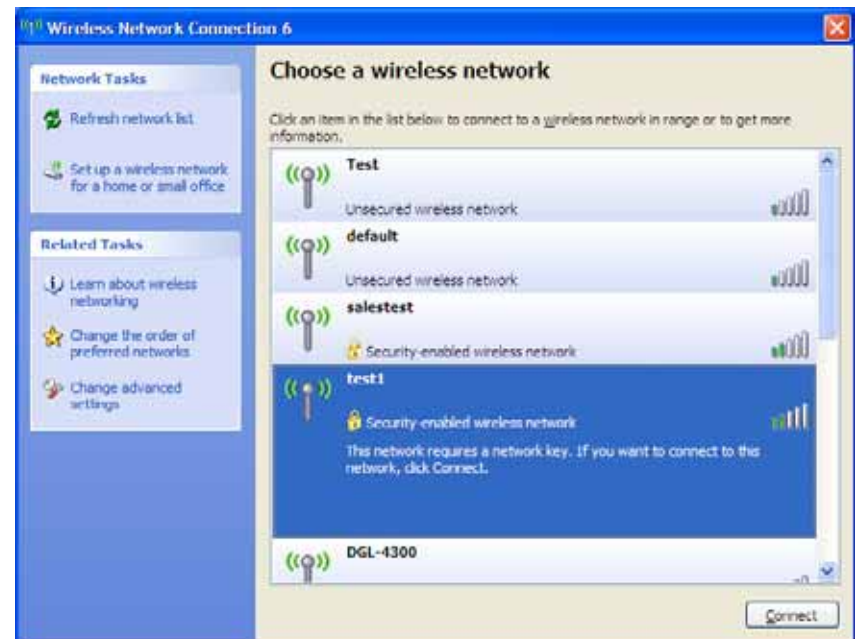 Wireless Network Connection 6
Network Tasks
Refresh network list
Set up a wireless network
for a home or small office
Related Tasks
Learn about wireless
networking
Change the order of
preferred networks
Change advanced
settings
Choose a wireless network
Click an item in the list below to connect to a wireless network in range or to get more
information.
Test
Unsecured wireless network
default
Unsecured wireless network
salestest
Security-enabled wireless network
test1
Security-enabled wireless network
This network requires a network key. If you want to connect to this
network, click Connect.
DGL-4300
Connect